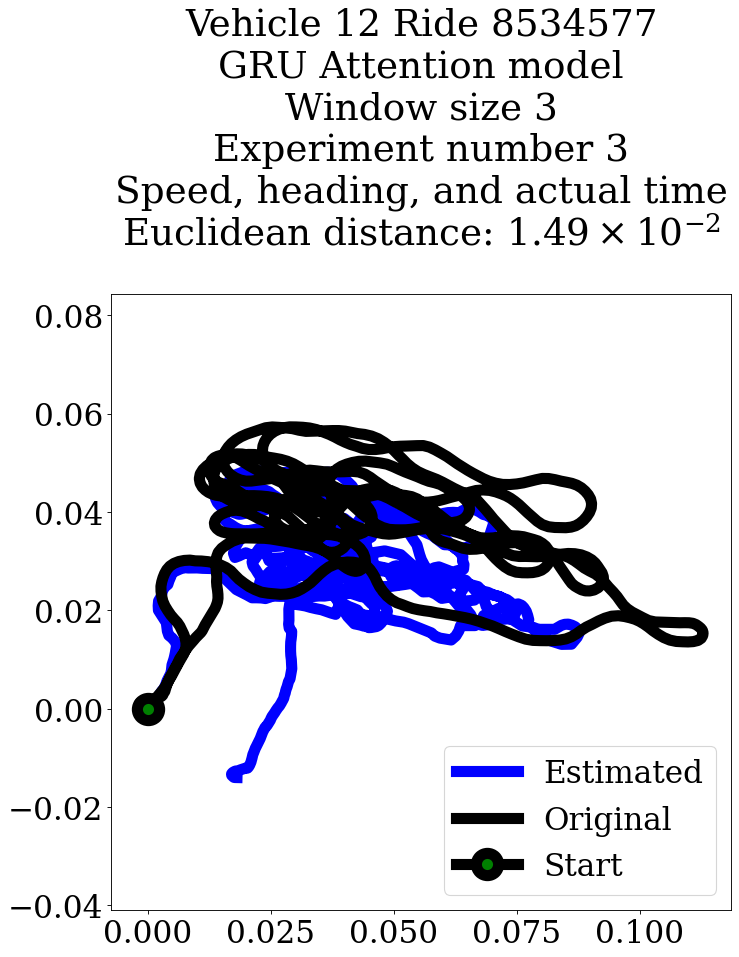 Vehicle 12 Ride 8534577
GRU Attention model
Window size 3
Experiment number 3
Speed, heading, and actual time
Euclidean distance: 1.49 × 10⁻²
0.08
0.06
0.04
0.02
0.00
−0.02
−0.04
0.000 0.025 0.050 0.075 0.100
Estimated
Original
Start